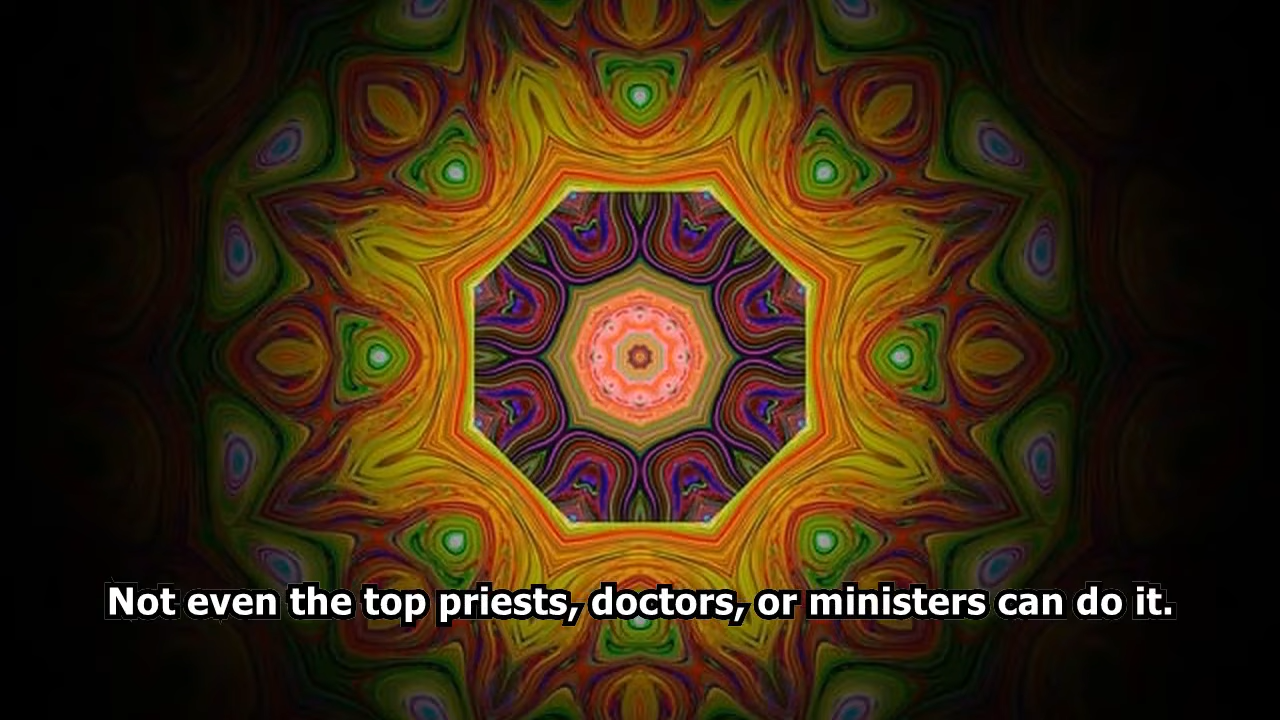 Not even the top priests, doctors, or ministers can do it.